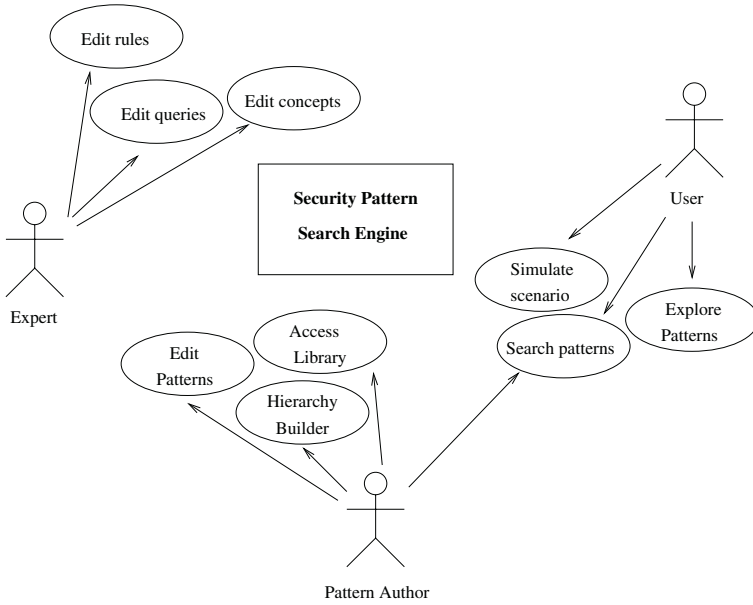 Edit rules
Edit queries
Edit concepts
Security Pattern
Search Engine
User
Expert
Simulate
scenario
Explore
Patterns
Search patterns
Access
Library
Edit
Patterns
Hierarchy
Builder
Pattern Author